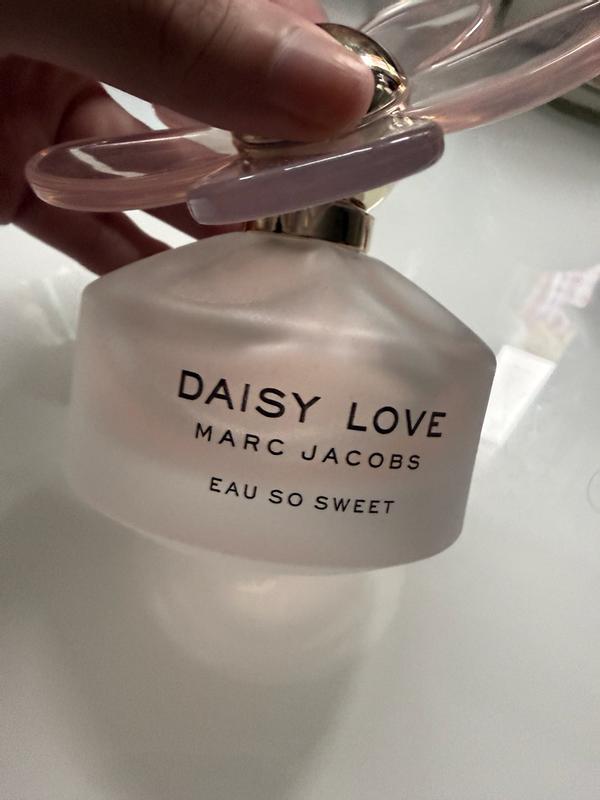 DAISY LOVE
MARC JACOBS
EAU SO SWEET